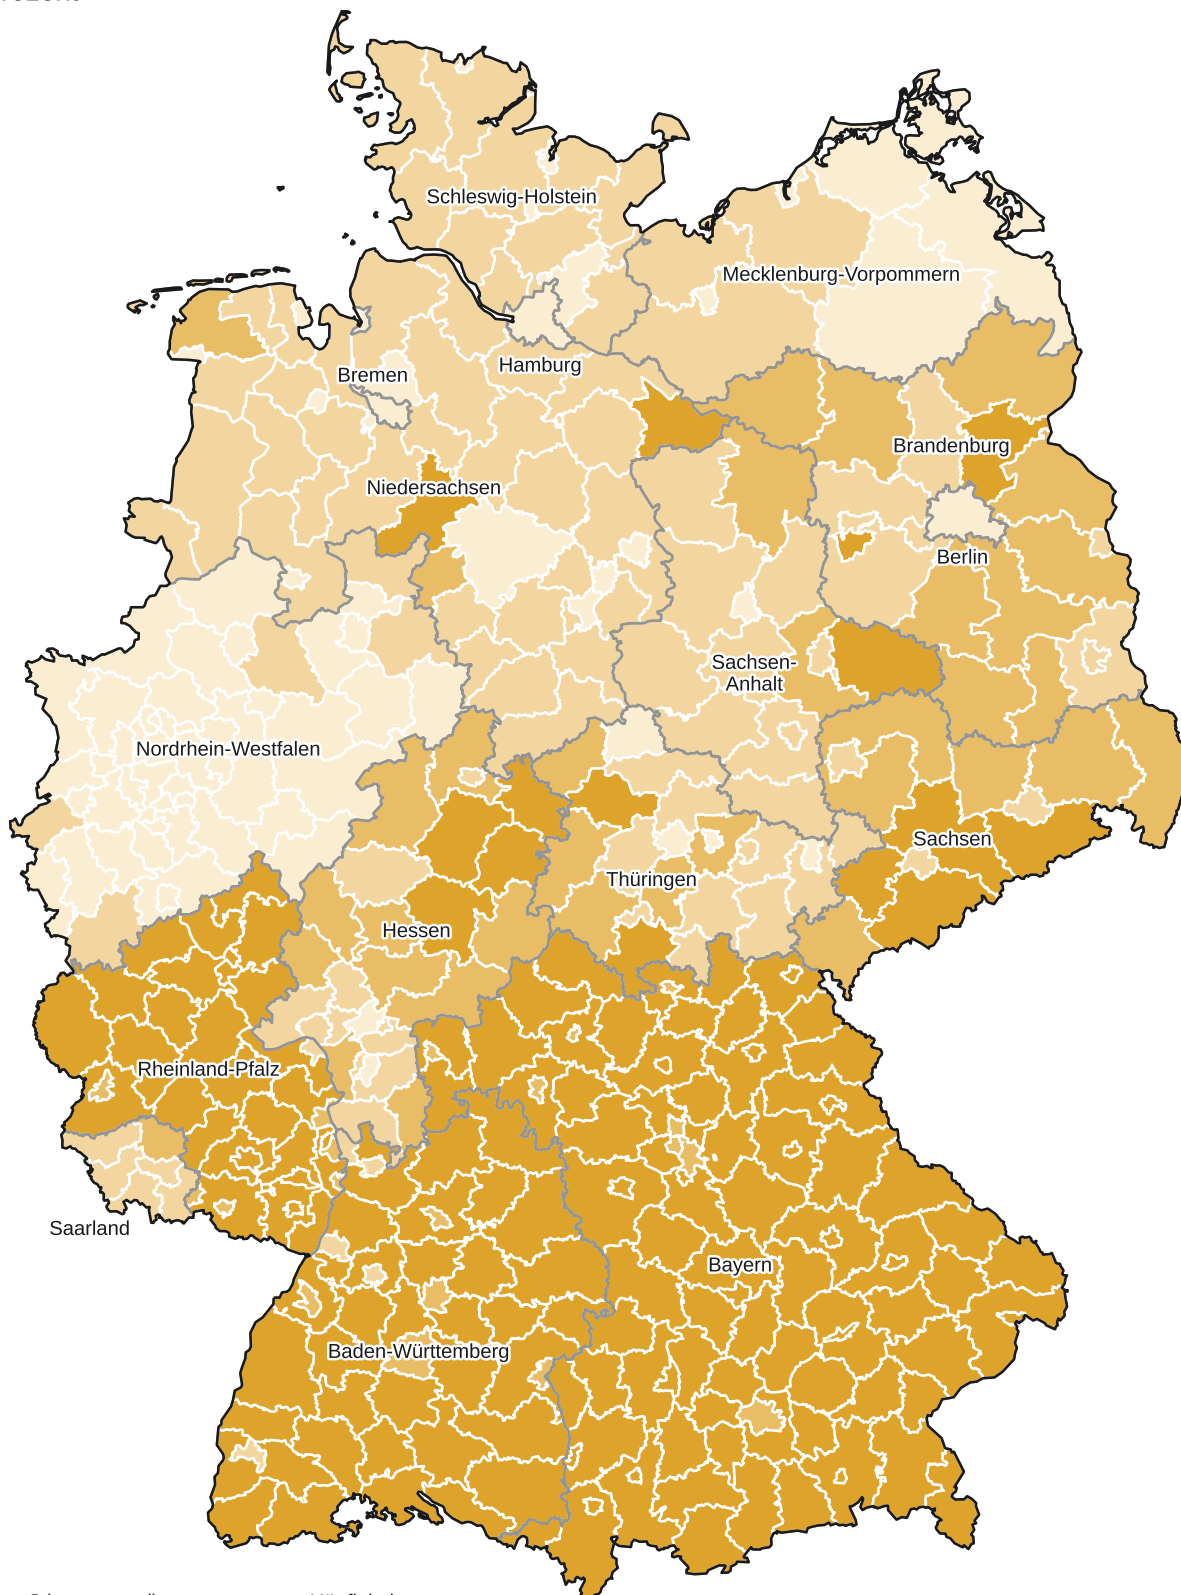 Schleswig-Holstein
Mecklenburg-Vorpommern
Hamburg
Bremen
Brandenburg
Niedersachsen
Berlin
Sachsen-
Anhalt
Nordrhein-Westfalen
Sachsen
Thüringen
Hessen
Rheinland-Pfalz
Saarland
Bayern
Baden-Württemberg